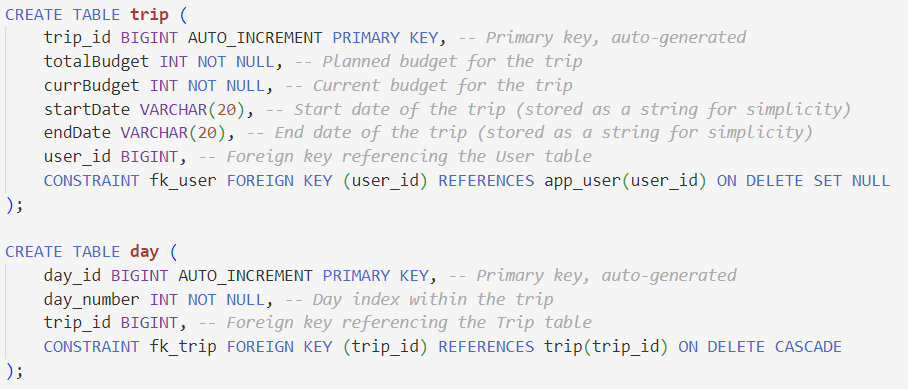 CREATE TABLE trip (
    trip_id BIGINT AUTO_INCREMENT PRIMARY KEY, -- Primary key, auto-generated
    totalBudget INT NOT NULL, -- Planned budget for the trip
    currBudget INT NOT NULL, -- Current budget for the trip
    startDate VARCHAR(20), -- Start date of the trip (stored as a string for simplicity)
    endDate VARCHAR(20), -- End date of the trip (stored as a string for simplicity)
    user_id BIGINT, -- Foreign key referencing the User table
    CONSTRAINT fk_user FOREIGN KEY (user_id) REFERENCES app_user(user_id) ON DELETE SET NULL
);
CREATE TABLE day (
    day_id BIGINT AUTO_INCREMENT PRIMARY KEY, -- Primary key, auto-generated
    day_number INT NOT NULL, -- Day index within the trip
    trip_id BIGINT, -- Foreign key referencing the Trip table
    CONSTRAINT fk_trip FOREIGN KEY (trip_id) REFERENCES trip(trip_id) ON DELETE CASCADE
);